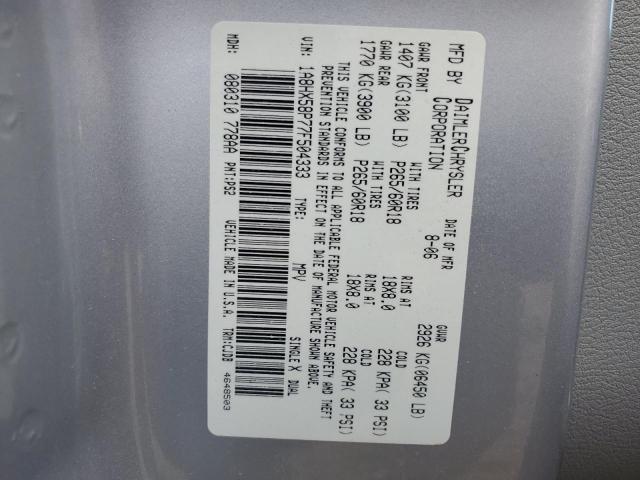 MFD BY DAIMLERCHRYSLER CORPORATION DATE OF MFR 8-06 GVWR 2926 KG(06450 LB)
GAWR FRONT WITH TIRES RIMS AT COLD
1407 KG(3100 LB) P265/60R18 18X8.0 228 KPA( 33 PSI)
GAWR REAR WITH TIRES RIMS AT COLD
1770 KG(3900 LB) P265/60R18 18X8.0 228 KPA( 33 PSI)
THIS VEHICLE CONFORMS TO ALL APPLICABLE FEDERAL MOTOR VEHICLE SAFETY AND THEFT
PREVENTION STANDARDS IN EFFECT ON THE DATE OF MANUFACTURE SHOWN ABOVE.
VIN: 1A8HX58P77F504333 TYPE: MPV SINGLE X DUAL
MDH: 080310 778AA PNT:PS2 VEHICLE MADE IN U.S.A. TRM:CJDB 4648503